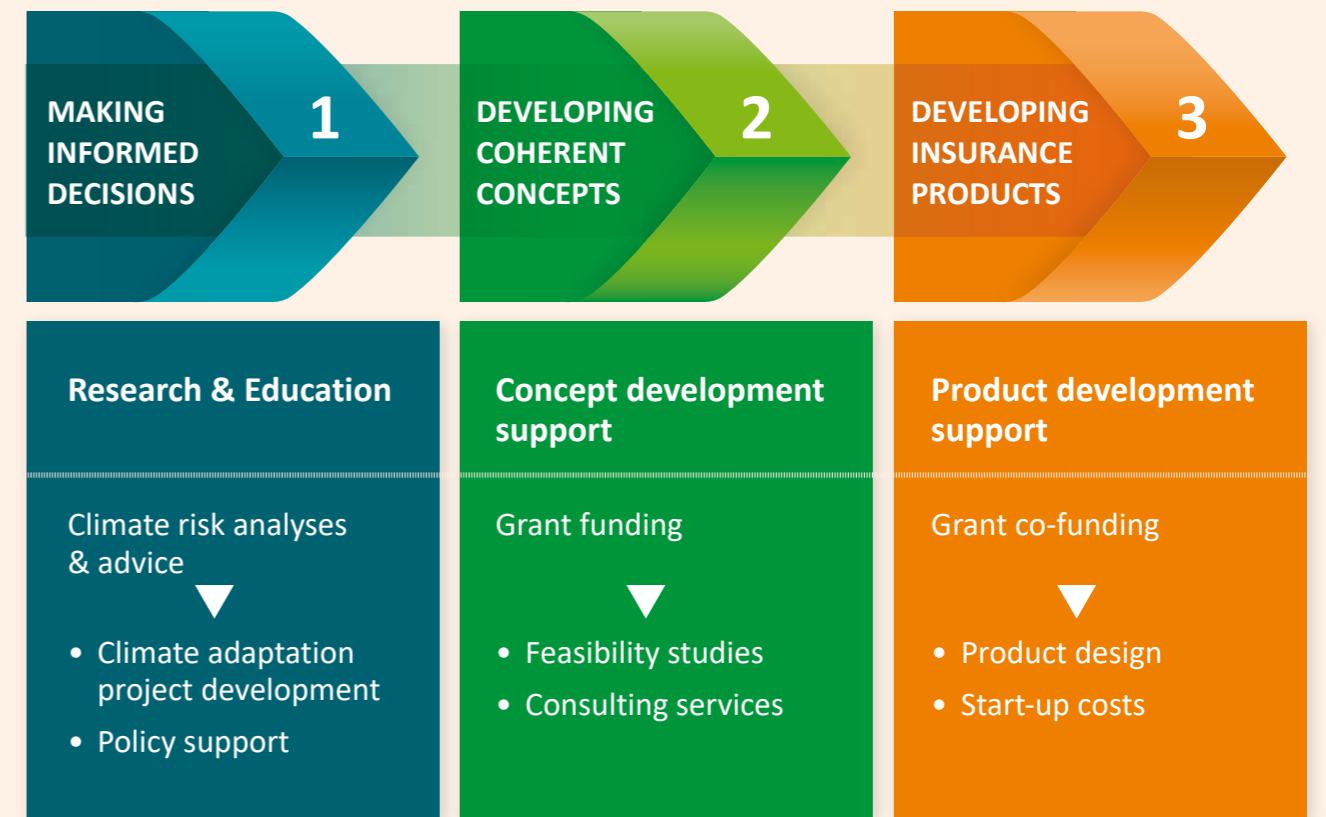 MAKING
INFORMED
DECISIONS
1
DEVELOPING
COHERENT
CONCEPTS
2
DEVELOPING
INSURANCE
PRODUCTS
3
Research & Education
Climate risk analyses
& advice
• Climate adaptation
project development
• Policy support
Concept development
support
Grant funding
• Feasibility studies
• Consulting services
Product development
support
Grant co-funding
• Product design
• Start-up costs